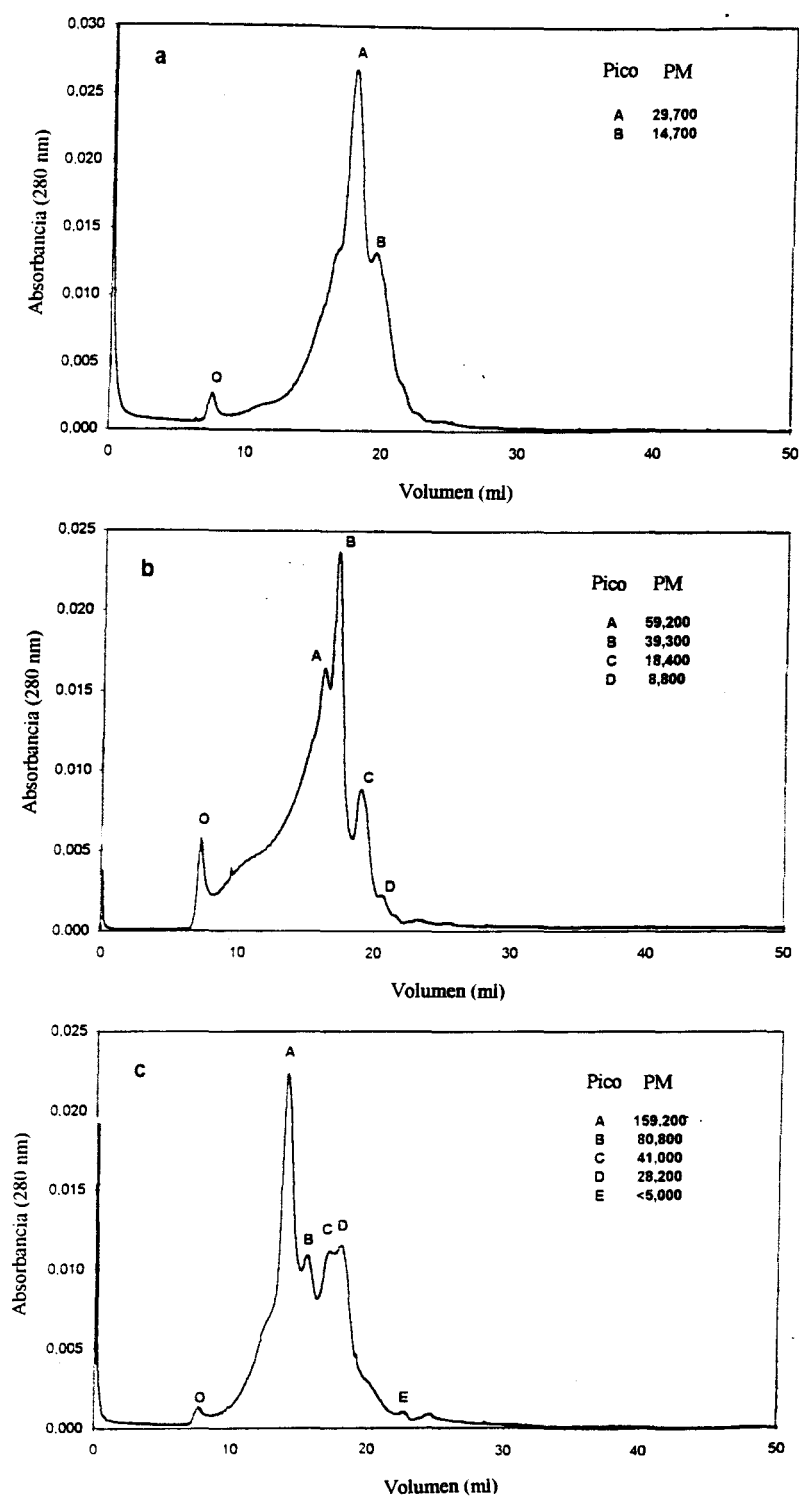 a
Absorbancia (280 nm)
0.030
0.025
0.020
0.015
0.010
0,005
0.000
A
B
O
Pico PM
A 29,700
B 14,700
0 10 20 30 40 50
Volumen (ml)
b
Absorbancia (280 nm)
0.025
0.020
0.015
0.010
0.005
0.000
B
A
C
O
D
Pico PM
A 59,200
B 39,300
C 18,400
D 8,800
0 10 20 30 40 50
Volumen (ml)
c
Absorbancia (280 nm)
0.025
0.020
0.015
0.010
0.005
0.000
A
B
C
D
O
E
Pico PM
A 159,200
B 80,800
C 41,000
D 28,200
E <5,000
0 10 20 30 40 50
Volumen (ml)